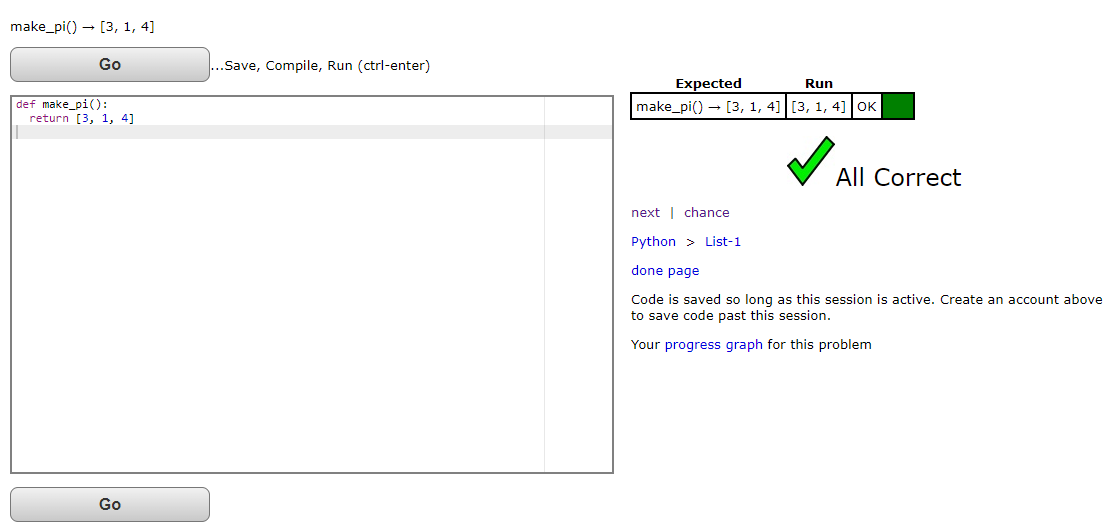 make_pi() → [3, 1, 4]
Go ...Save, Compile, Run (ctrl-enter)
def make_pi():
  return [3, 1, 4]
Go
Expected Run
make_pi() → [3, 1, 4] [3, 1, 4] OK
All Correct
next | chance
Python > List-1
done page
Code is saved so long as this session is active. Create an account above
to save code past this session.
Your progress graph for this problem